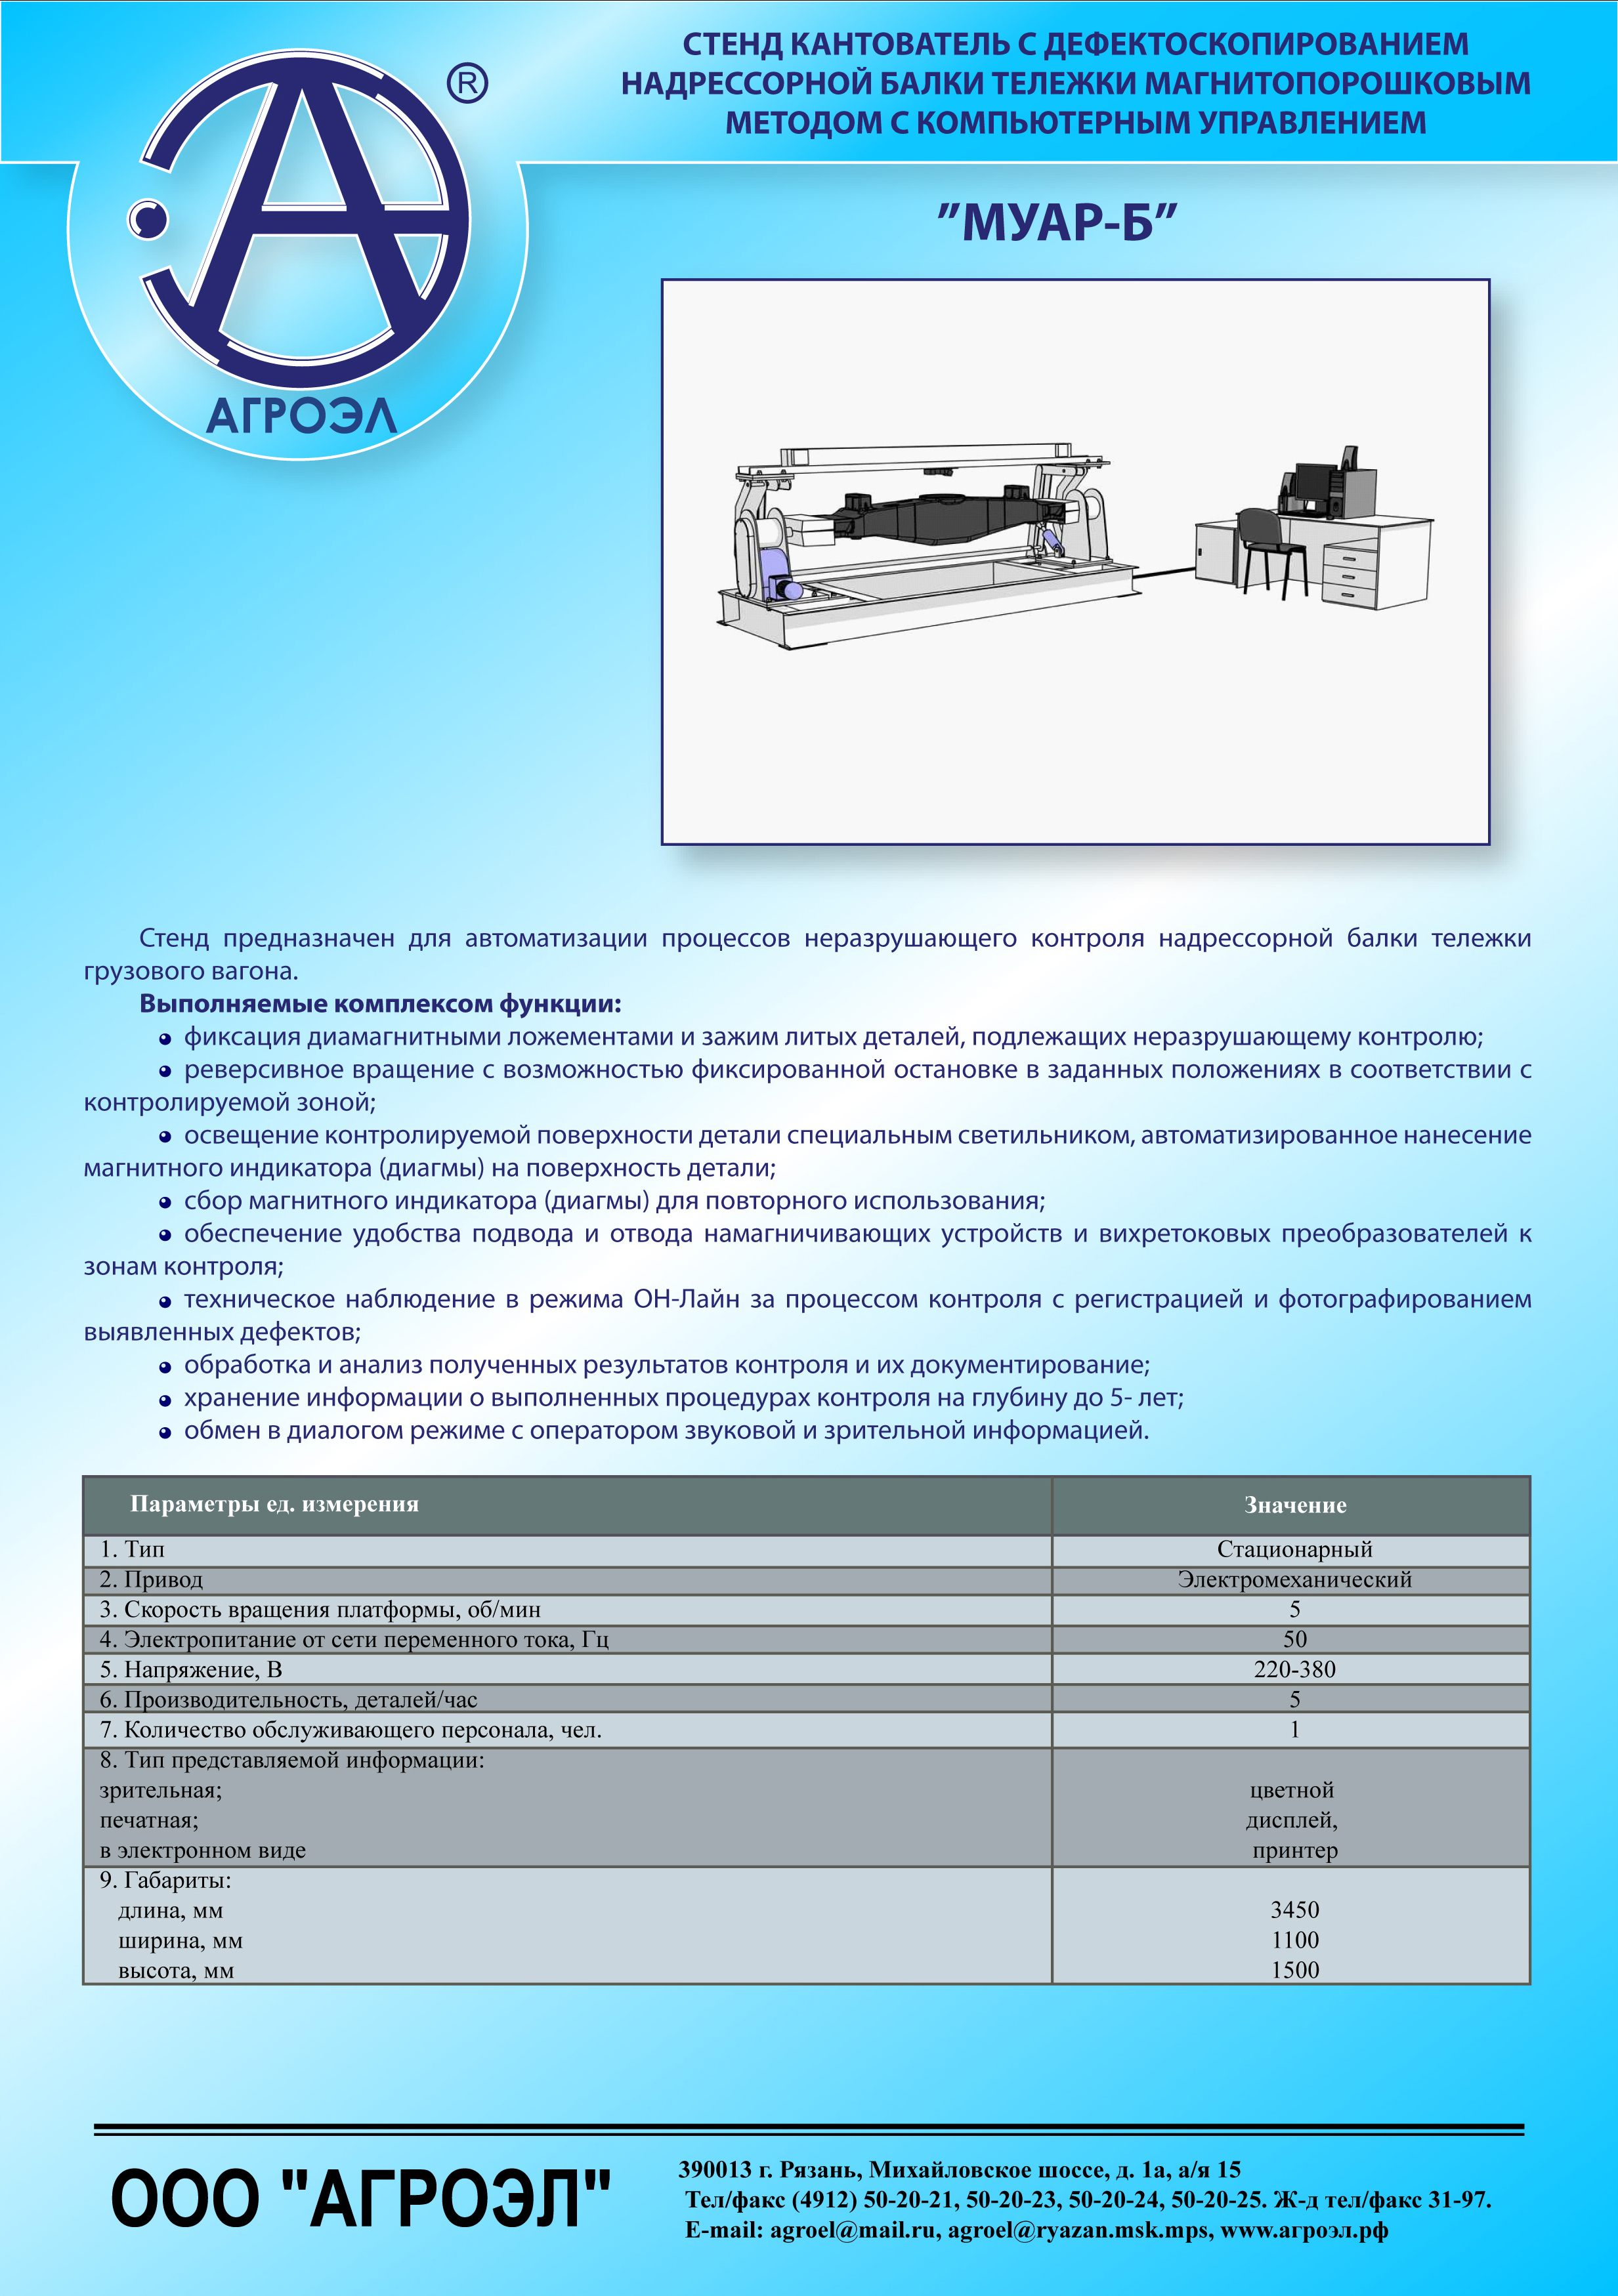 ®
СТЕНД КАНТОВАТЕЛЬ С ДЕФЕКТОСКОПИРОВАНИЕМ
НАДРЕССОРНОЙ БАЛКИ ТЕЛЕЖКИ МАГНИТОПОРОШКОВЫМ
МЕТОДОМ С КОМПЬЮТЕРНЫМ УПРАВЛЕНИЕМ
"МУАР-Б"
АГРОЭЛ
Стенд предназначен для автоматизации процессов неразрушающего контроля надрессорной балки тележки
грузового вагона.
Выполняемые комплексом функции:
● фиксация диамагнитными ложементами и зажим литых деталей, подлежащих неразрушающему контролю;
● реверсивное вращение с возможностью фиксированной остановке в заданных положениях в соответствии с
контролируемой зоной;
● освещение контролируемой поверхности детали специальным светильником, автоматизированное нанесение
магнитного индикатора (диагмы) на поверхность детали;
● сбор магнитного индикатора (диагмы) для повторного использования;
● обеспечение удобства подвода и отвода намагничивающих устройств и вихретоковых преобразователей к
зонам контроля;
● техническое наблюдение в режима ОН-Лайн за процессом контроля с регистрацией и фотографированием
выявленных дефектов;
● обработка и анализ полученных результатов контроля и их документирование;
● хранение информации о выполненных процедурах контроля на глубину до 5- лет;
● обмен в диалогом режиме с оператором звуковой и зрительной информацией.
Параметры ед. измерения Значение
1. Тип Стационарный
2. Привод Электромеханический
3. Скорость вращения платформы, об/мин 5
4. Электропитание от сети переменного тока, Гц 50
5. Напряжение, В 220-380
6. Производительность, деталей/час 5
7. Количество обслуживающего персонала, чел. 1
8. Тип представляемой информации:
зрительная; цветной
печатная; дисплей,
в электронном виде принтер
9. Габариты:
длина, мм 3450
ширина, мм 1100
высота, мм 1500
ООО "АГРОЭЛ"
390013 г. Рязань, Михайловское шоссе, д. 1а, а/я 15
Тел/факс (4912) 50-20-21, 50-20-23, 50-20-24, 50-20-25. Ж-д тел/факс 31-97.
E-mail: agroel@mail.ru, agroel@ryazan.msk.mps, www.агроэл.рф